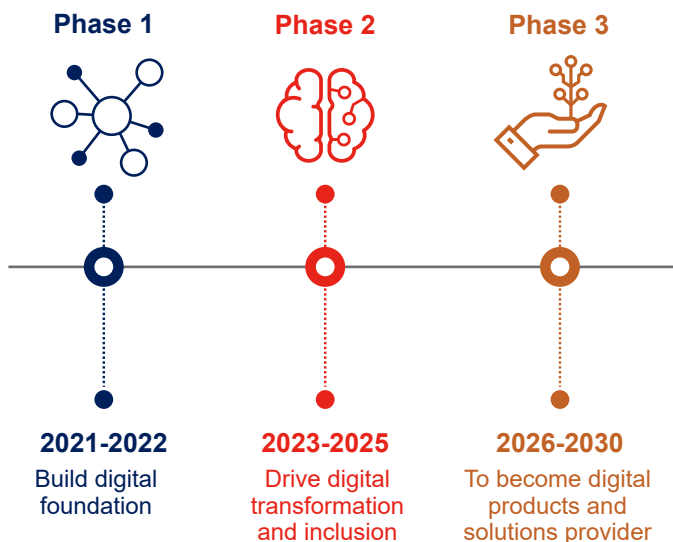 Phase 1
Phase 2
Phase 3
2021-2022
Build digital
foundation
2023-2025
Drive digital
transformation
and inclusion
2026-2030
To become digital
products and
solutions provider